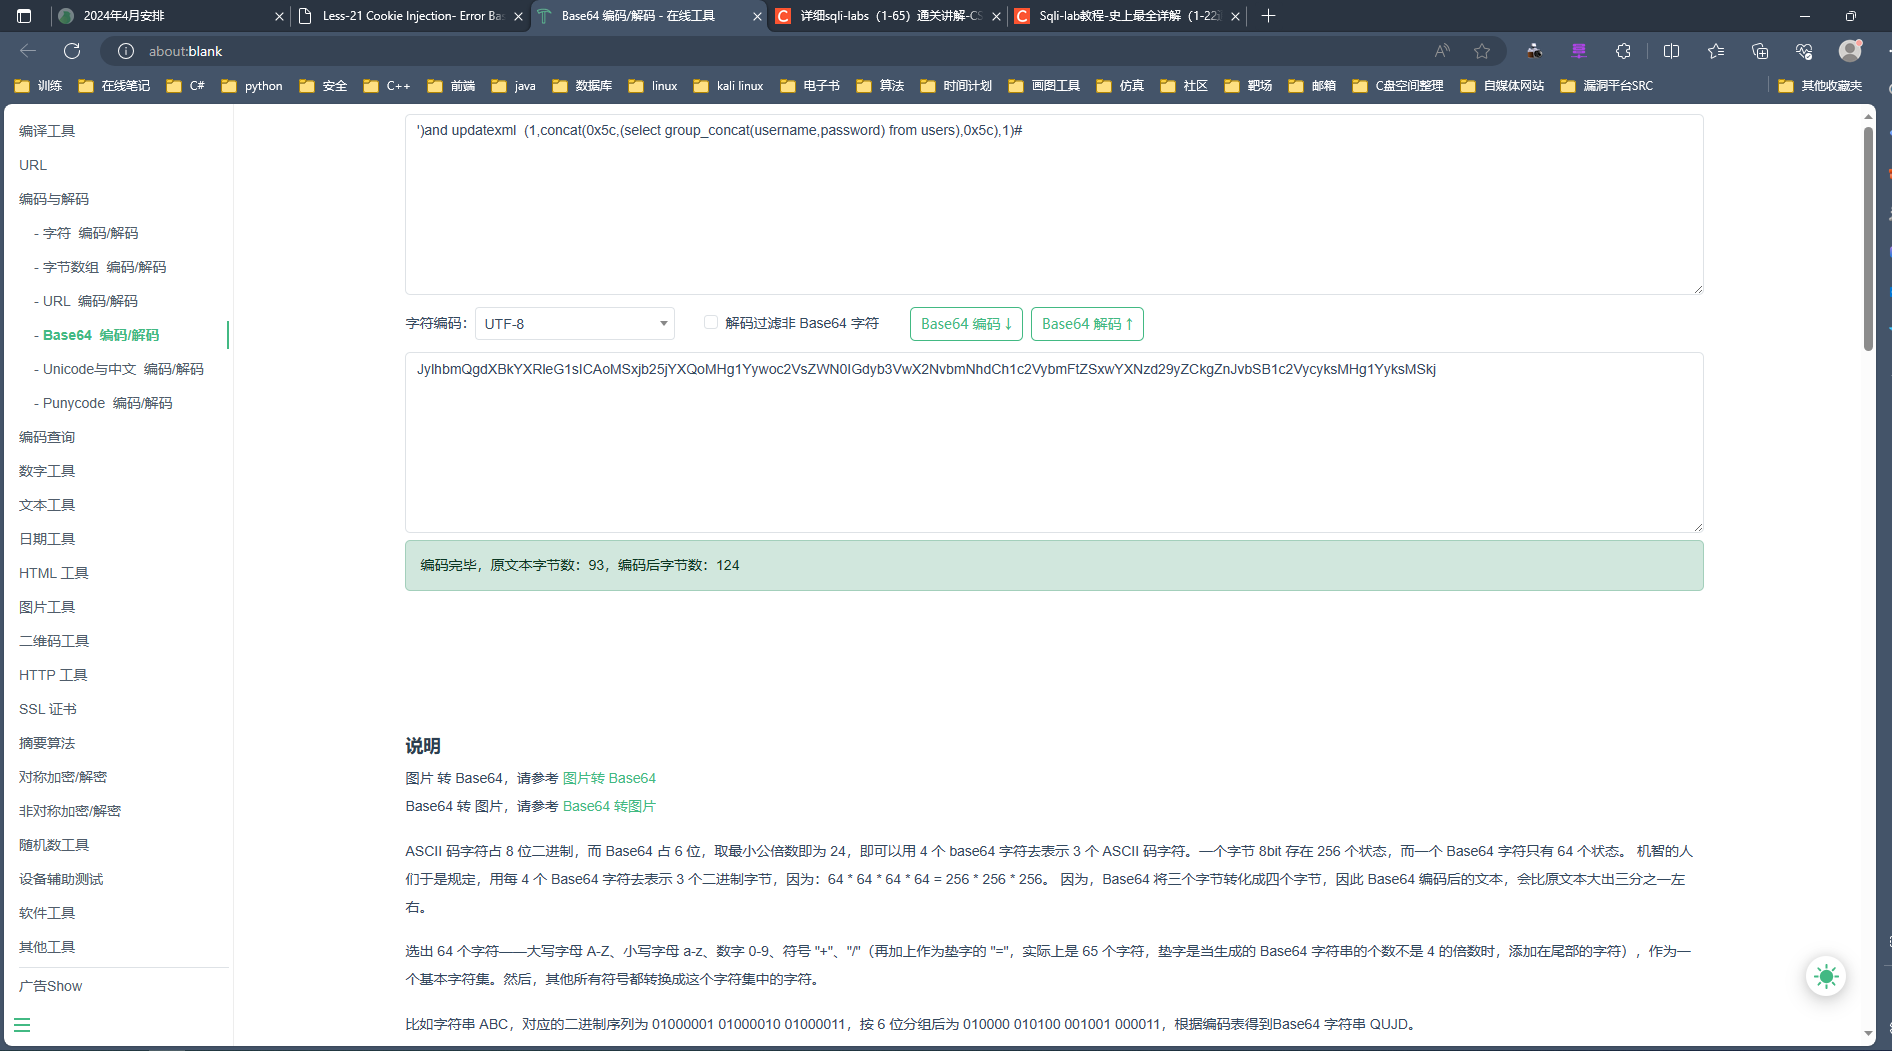 2024年4月安排
Less-21 Cookie Injection- Error Ba
Base64 编码/解码 - 在线工具
详细sqli-labs（1-65）通关讲解-CS
Sqli-lab教程-史上最全详解（1-22通
about:blank
训练
在线笔记
C#
python
安全
C++
前端
java
数据库
linux
kali linux
电子书
算法
时间计划
画图工具
仿真
社区
靶场
邮箱
C盘空间整理
自媒体网站
漏洞平台SRC
其他收藏夹
编译工具
URL
编码与解码
- 字符 编码/解码
- 字节数组 编码/解码
- URL 编码/解码
- Base64 编码/解码
- Unicode与中文 编码/解码
- Punycode 编码/解码
编码查询
数字工具
文本工具
日期工具
HTML 工具
图片工具
二维码工具
HTTP 工具
SSL 证书
摘要算法
对称加密/解密
非对称加密/解密
随机数工具
设备辅助测试
软件工具
其他工具
广告Show
')and updatexml  (1,concat(0x5c,(select group_concat(username,password) from users),0x5c),1)#
字符编码： UTF-8 解码过滤非 Base64 字符 Base64 编码↓ Base64 解码↑
JylhbmQgdXBkYXRleG1sICAoMSxjb25jYXQoMHg1Yywoc2VsZWN0IGdyb3VwX2NvbmNhdCh1c2VybmFtZSxwYXNzd29yZCkgZnJvbSB1c2VycyksMHg1YyksMSkj
编码完毕，原文本字节数：93，编码后字节数：124
说明
图片 转 Base64，请参考 图片转 Base64
Base64 转 图片，请参考 Base64 转图片
ASCII 码字符占 8 位二进制，而 Base64 占 6 位，取最小公倍数即为 24，即可以用 4 个 base64 字符去表示 3 个 ASCII 码字符。一个字节 8bit 存在 256 个状态，而一个 Base64 字符只有 64 个状态。 机智的人
们于是规定，用每 4 个 Base64 字符去表示 3 个二进制字节，因为：64 * 64 * 64 * 64 = 256 * 256 * 256。 因为，Base64 将三个字节转化成四个字节，因此 Base64 编码后的文本，会比原文本大出三分之一左
右。
选出 64 个字符——大写字母 A-Z、小写字母 a-z、数字 0-9、符号 "+"、"/"（再加上作为垫字的 "="，实际上是 65 个字符，垫字是当生成的 Base64 字符串的个数不是 4 的倍数时，添加在尾部的字符），作为一
个基本字符集。然后，其他所有符号都转换成这个字符集中的字符。
比如字符串 ABC，对应的二进制序列为 01000001 01000010 01000011，按 6 位分组后为 010000 010100 001001 000011，根据编码表得到Base64 字符串 QUJD。